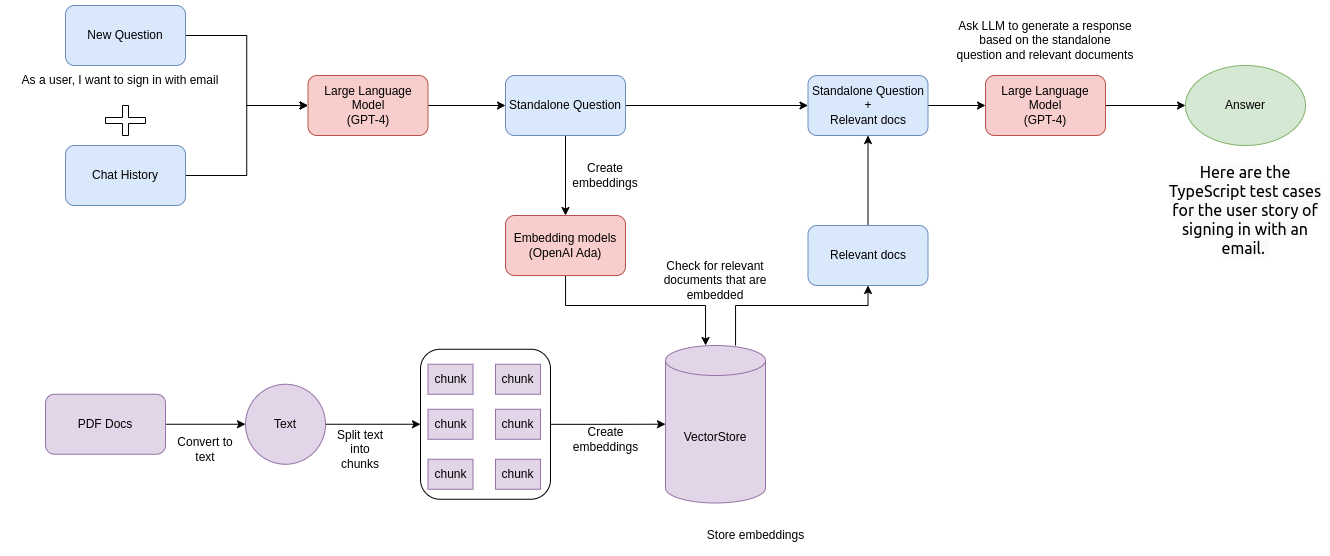 New Question
As a user, I want to sign in with email
Chat History
Large Language
Model
(GPT-4)
Standalone Question
Create
embeddings
Embedding models
(OpenAI Ada)
Check for relevant
documents that are
embedded
Standalone Question
+
Relevant docs
Relevant docs
Ask LLM to generate a response
based on the standalone
question and relevant documents
Large Language
Model
(GPT-4)
Answer
Here are the
TypeScript test cases
for the user story of
signing in with an
email.
PDF Docs
Convert to
text
Text
Split text
into
chunks
chunk
chunk
chunk
chunk
chunk
chunk
Create
embeddings
VectorStore
Store embeddings